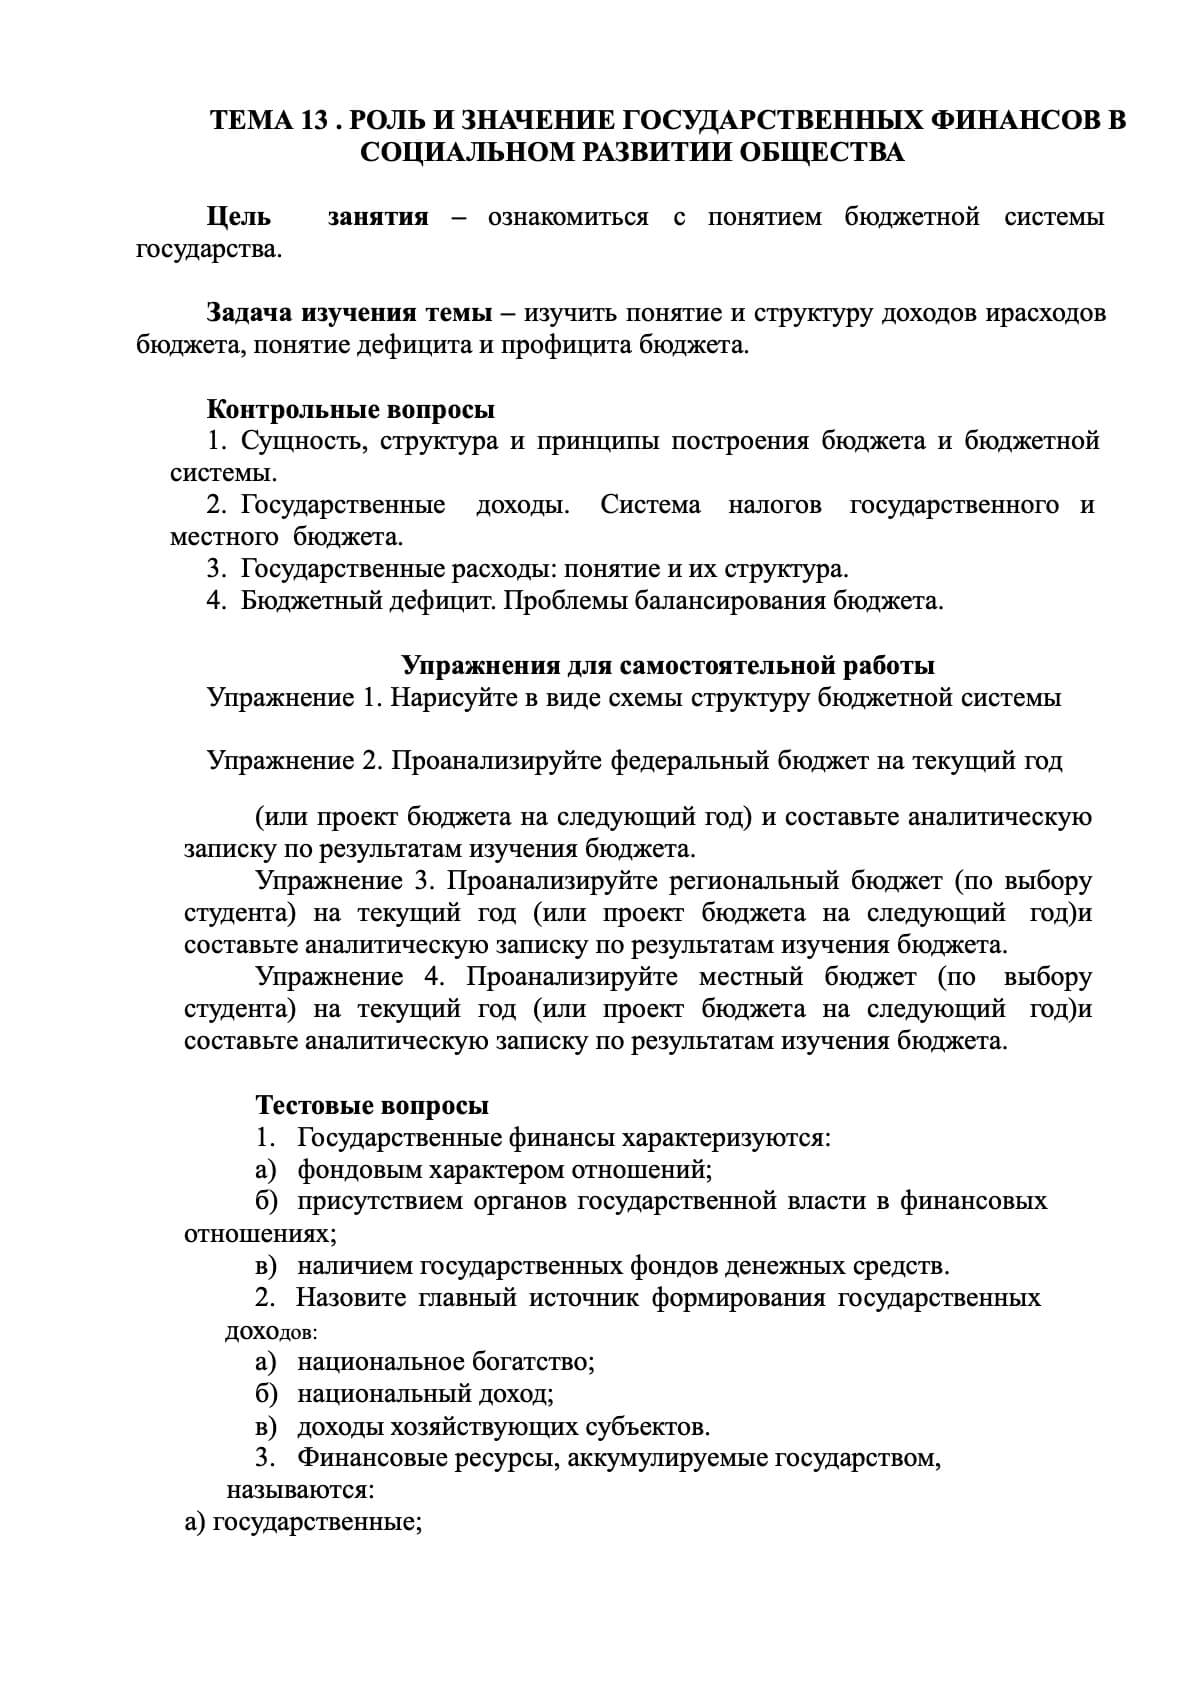 ТЕМА 13 . РОЛЬ И ЗНАЧЕНИЕ ГОСУДАРСТВЕННЫХ ФИНАНСОВ В
СОЦИАЛЬНОМ РАЗВИТИИ ОБЩЕСТВА
Цель занятия – ознакомиться с понятием бюджетной системы
государства.
Задача изучения темы – изучить понятие и структуру доходов ирасходов
бюджета, понятие дефицита и профицита бюджета.
Контрольные вопросы
1. Сущность, структура и принципы построения бюджета и бюджетной
системы.
2. Государственные доходы. Система налогов государственного и
местного бюджета.
3. Государственные расходы: понятие и их структура.
4. Бюджетный дефицит. Проблемы балансирования бюджета.
Упражнения для самостоятельной работы
Упражнение 1. Нарисуйте в виде схемы структуру бюджетной системы
Упражнение 2. Проанализируйте федеральный бюджет на текущий год
(или проект бюджета на следующий год) и составьте аналитическую
записку по результатам изучения бюджета.
Упражнение 3. Проанализируйте региональный бюджет (по выбору
студента) на текущий год (или проект бюджета на следующий год)и
составьте аналитическую записку по результатам изучения бюджета.
Упражнение 4. Проанализируйте местный бюджет (по выбору
студента) на текущий год (или проект бюджета на следующий год)и
составьте аналитическую записку по результатам изучения бюджета.
Тестовые вопросы
1. Государственные финансы характеризуются:
а) фондовым характером отношений;
б) присутствием органов государственной власти в финансовых
отношениях;
в) наличием государственных фондов денежных средств.
2. Назовите главный источник формирования государственных
доходов:
а) национальное богатство;
б) национальный доход;
в) доходы хозяйствующих субъектов.
3. Финансовые ресурсы, аккумулируемые государством,
называются:
а) государственные;